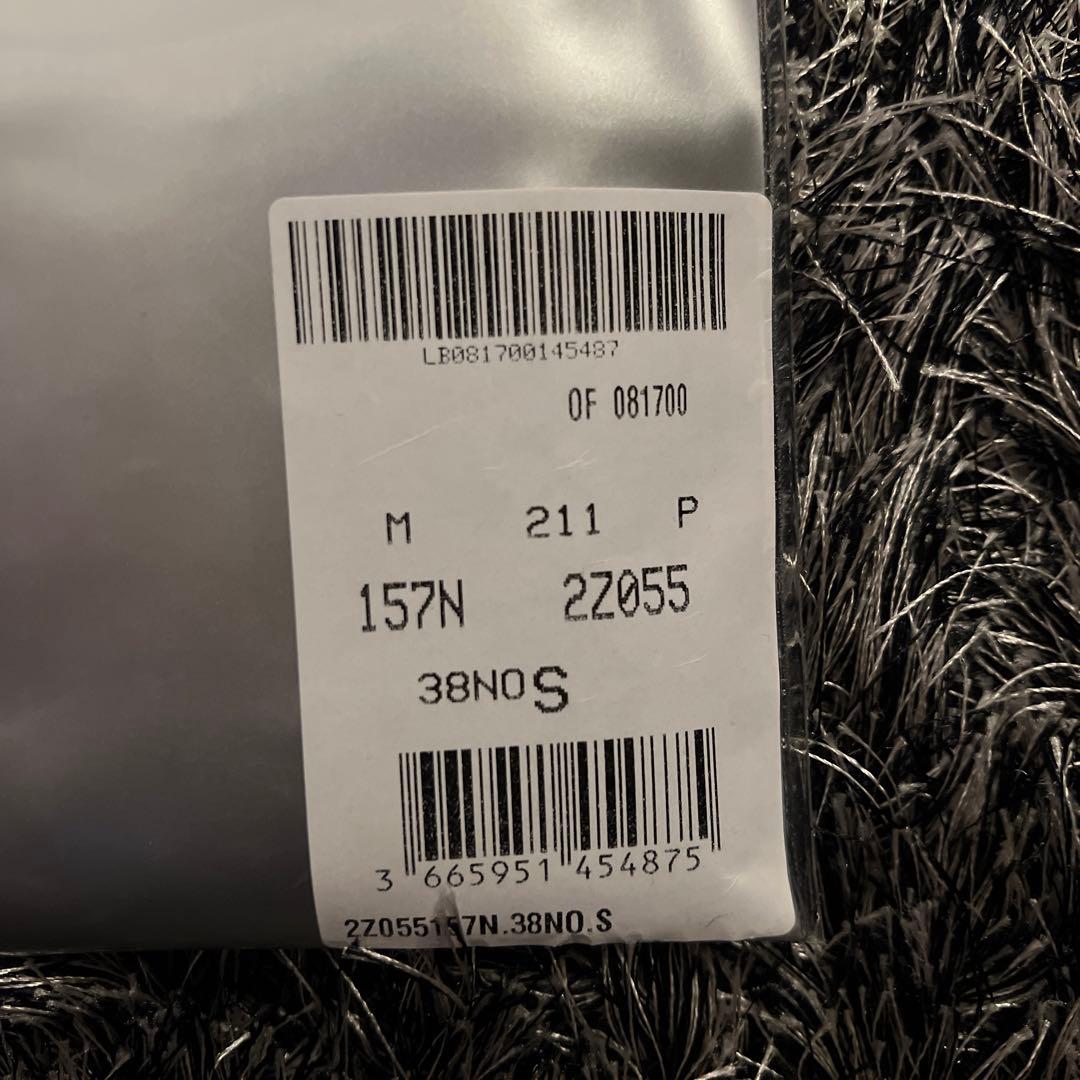 LB081700145487
OF 081700
M 211 P
157N 2Z055
38NO S
3 665951 454875
2Z055157N.38NO.S